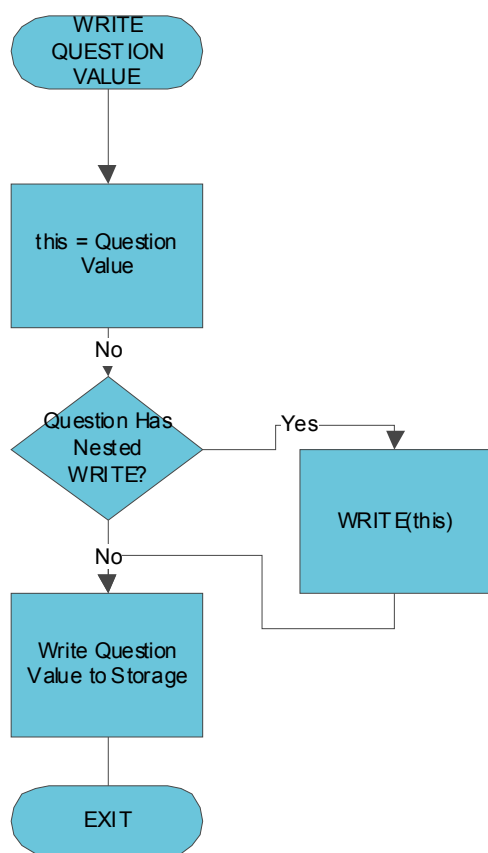 WRITE
QUESTION
VALUE
this = Question
Value
No
Question Has
Nested
WRITE?
Yes
WRITE(this)
No
Write Question
Value to Storage
EXIT